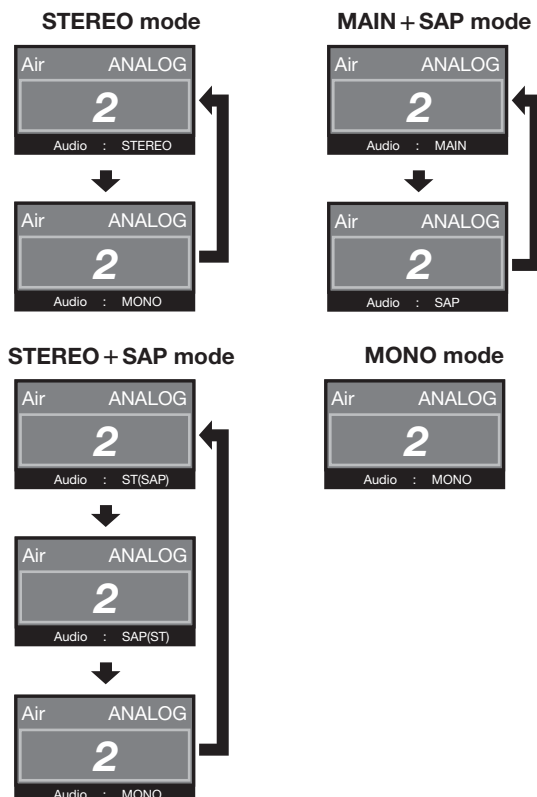 STEREO mode
Air ANALOG
2
Audio : STEREO
Air ANALOG
2
Audio : MONO
MAIN+SAP mode
Air ANALOG
2
Audio : MAIN
Air ANALOG
2
Audio : SAP
STEREO+SAP mode
Air ANALOG
2
Audio : ST(SAP)
Air ANALOG
2
Audio : SAP(ST)
Air ANALOG
2
Audio : MONO
MONO mode
Air ANALOG
2
Audio : MONO